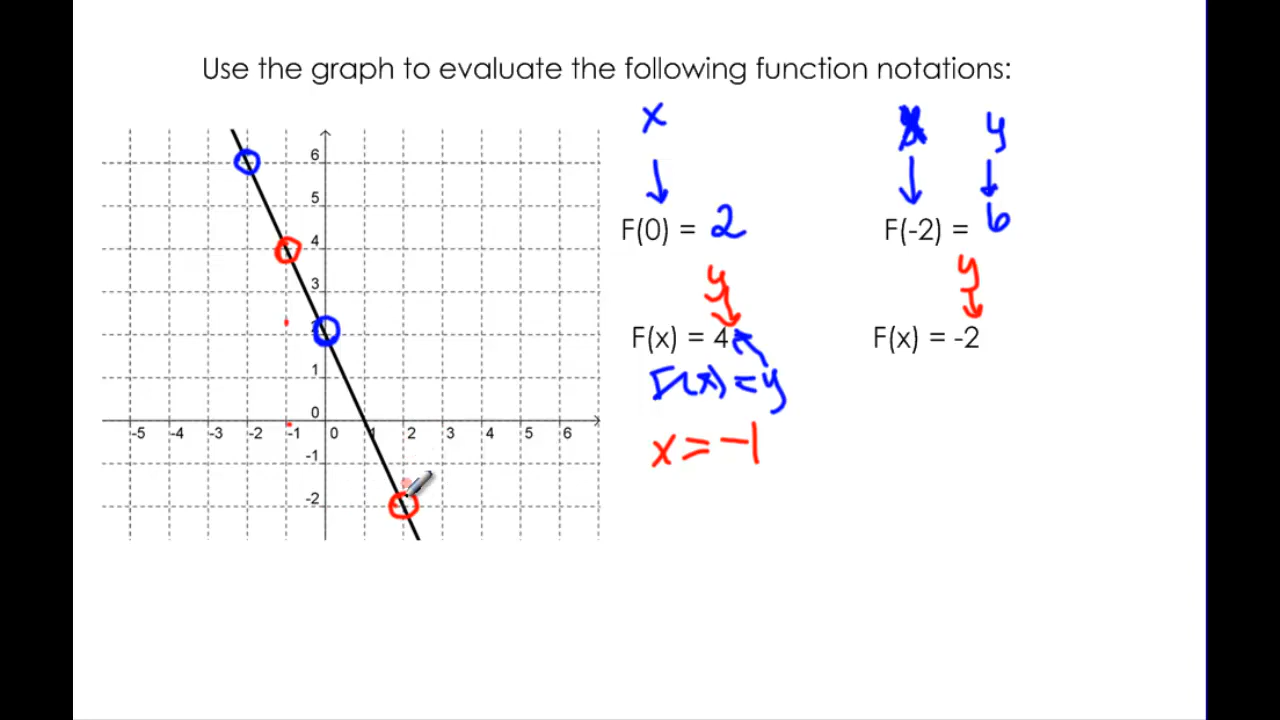 Use the graph to evaluate the following function notations:
x y
F(0) = 2 F(-2) = 6
y y
F(x) = 4 F(x) = -2
F(x) = y
x = -1
6
5
4
3
2
1
0
-5 -4 -3 -2 -1 0 1 2 3 4 5 6
-1
-2